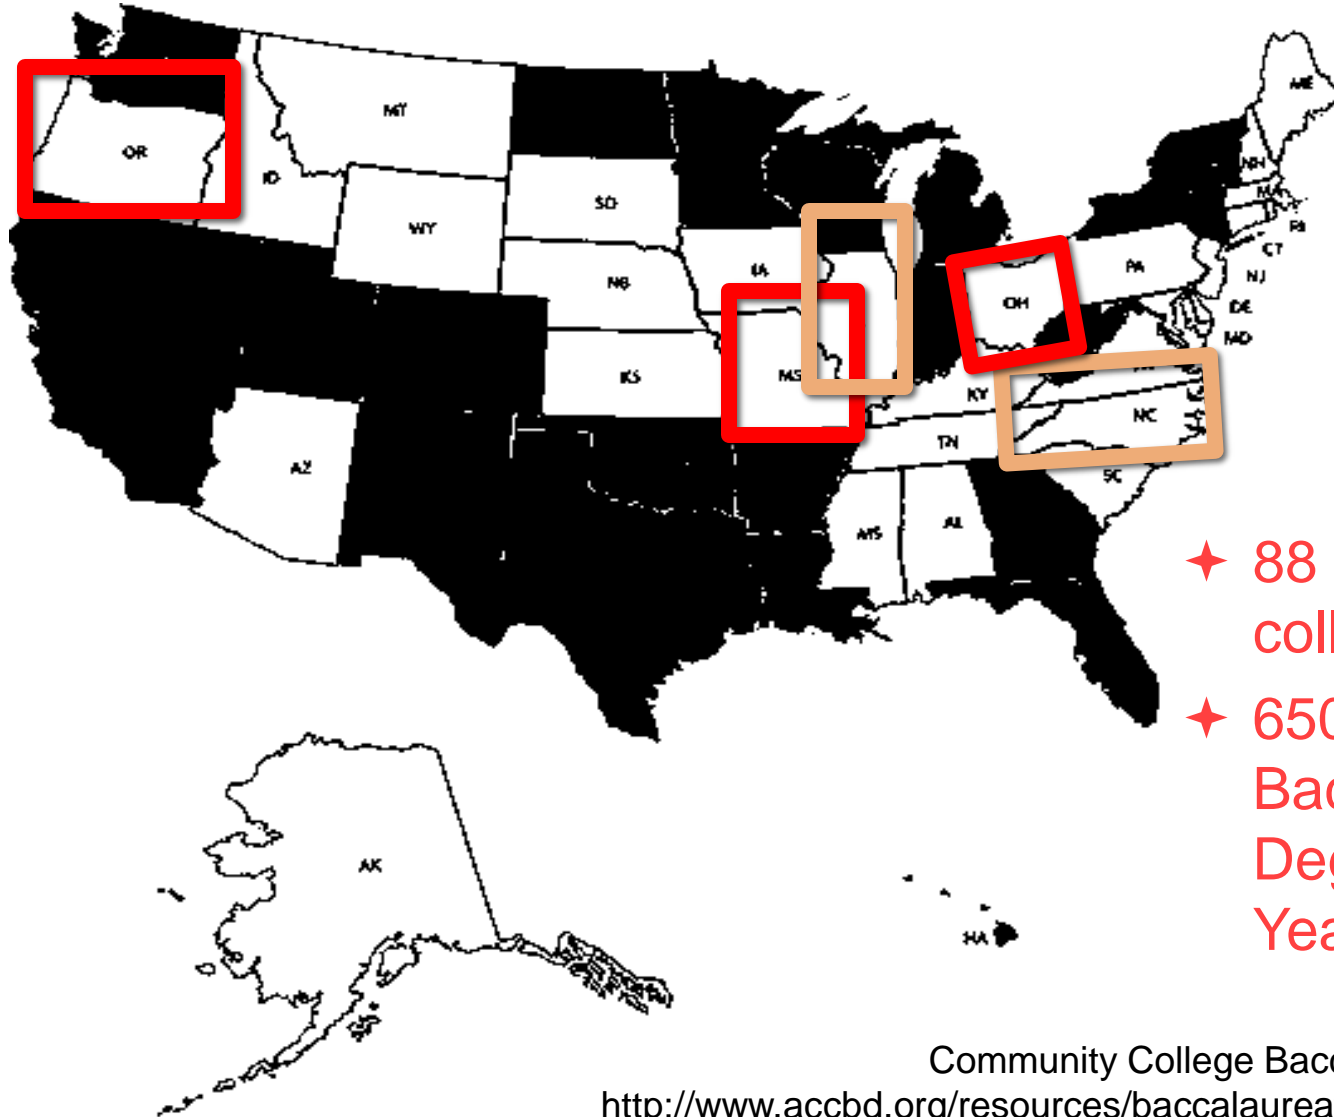 ME
MT
OR
ID
NH
MA
SD
WY
RI
CT
IA
PA
NJ
NB
OH
DE
MD
KS
MS
KY
NC
TN
AZ
SC
MS
AL
88
coll
650
Bac
Deg
Yea
AK
HA
Community College Bacc
http://www.accbd.org/resources/baccalaurea